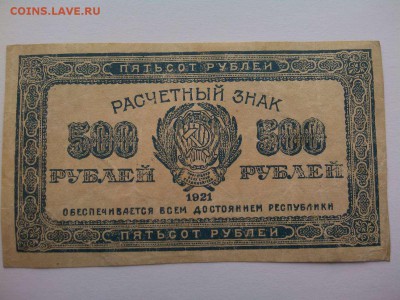 COINS.LAVE.RU
ПЯТЬСОТ РУБЛЕЙ
РАСЧЕТНЫЙ ЗНАК
500 500
РУБЛЕЙ РУБЛЕЙ
1921
ОБЕСПЕЧИВАЕТСЯ ВСЕМ ДОСТОЯНИЕМ РЕСПУБЛИКИ
ПЯТЬСОТ РУБЛЕЙ